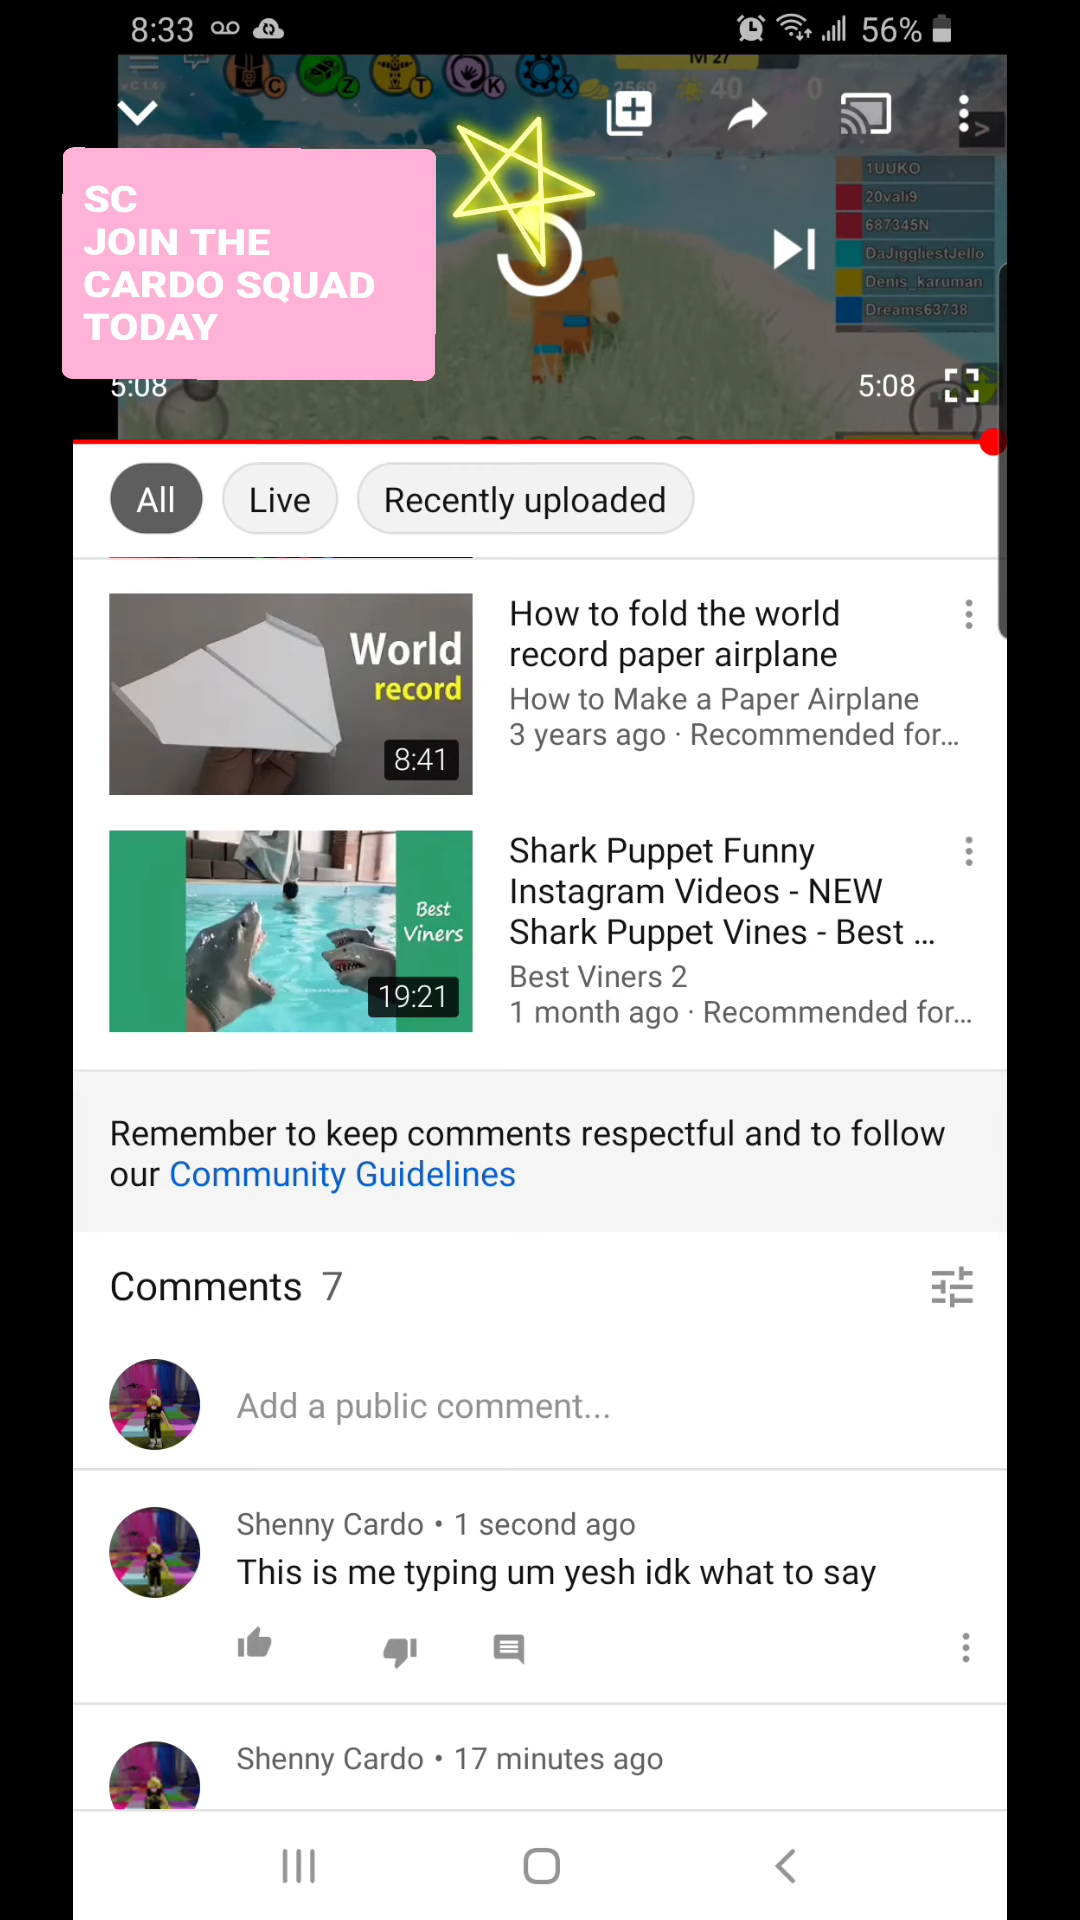 8:33
56%
lvl 27
C
Z
T
K
X
2569
40
0
>
1UUKO
20vali9
687345N
DaJiggliestJello
Denis_karuman
Dreams63738
SC
JOIN THE
CARDO SQUAD
TODAY
5:08
5:08
All
Live
Recently uploaded
World
record
8:41
How to fold the world
record paper airplane
How to Make a Paper Airplane
3 years ago · Recommended for...
Best
Viners
19:21
Shark Puppet Funny
Instagram Videos - NEW
Shark Puppet Vines - Best ...
Best Viners 2
1 month ago · Recommended for...
Remember to keep comments respectful and to follow
our Community Guidelines
Comments 7
Add a public comment...
Shenny Cardo • 1 second ago
This is me typing um yesh idk what to say
Shenny Cardo • 17 minutes ago